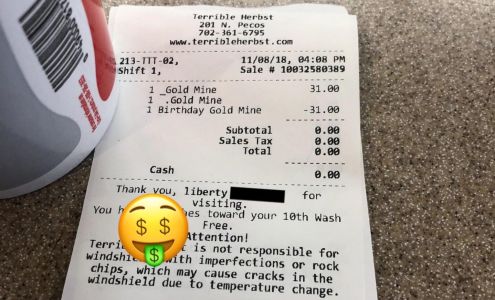 Terrible Herbst
201 N. Pecos
702-361-6795
www.terribleherbst.com
213-TTT-02, 11/08/18, 04:08 PM
Shift 1, Sale # 10032580389
1 _Gold Mine 31.00
1 .Gold Mine
1 Birthday Gold Mine -31.00
Subtotal 0.00
Sales Tax 0.00
Total 0.00
Cash 0.00
Thank you, liberty for
visiting.
You toward your 10th Wash
Free.
Attention!
is not responsible for
with imperfections or rock
chips, which may cause cracks in the
windshield due to temperature change.